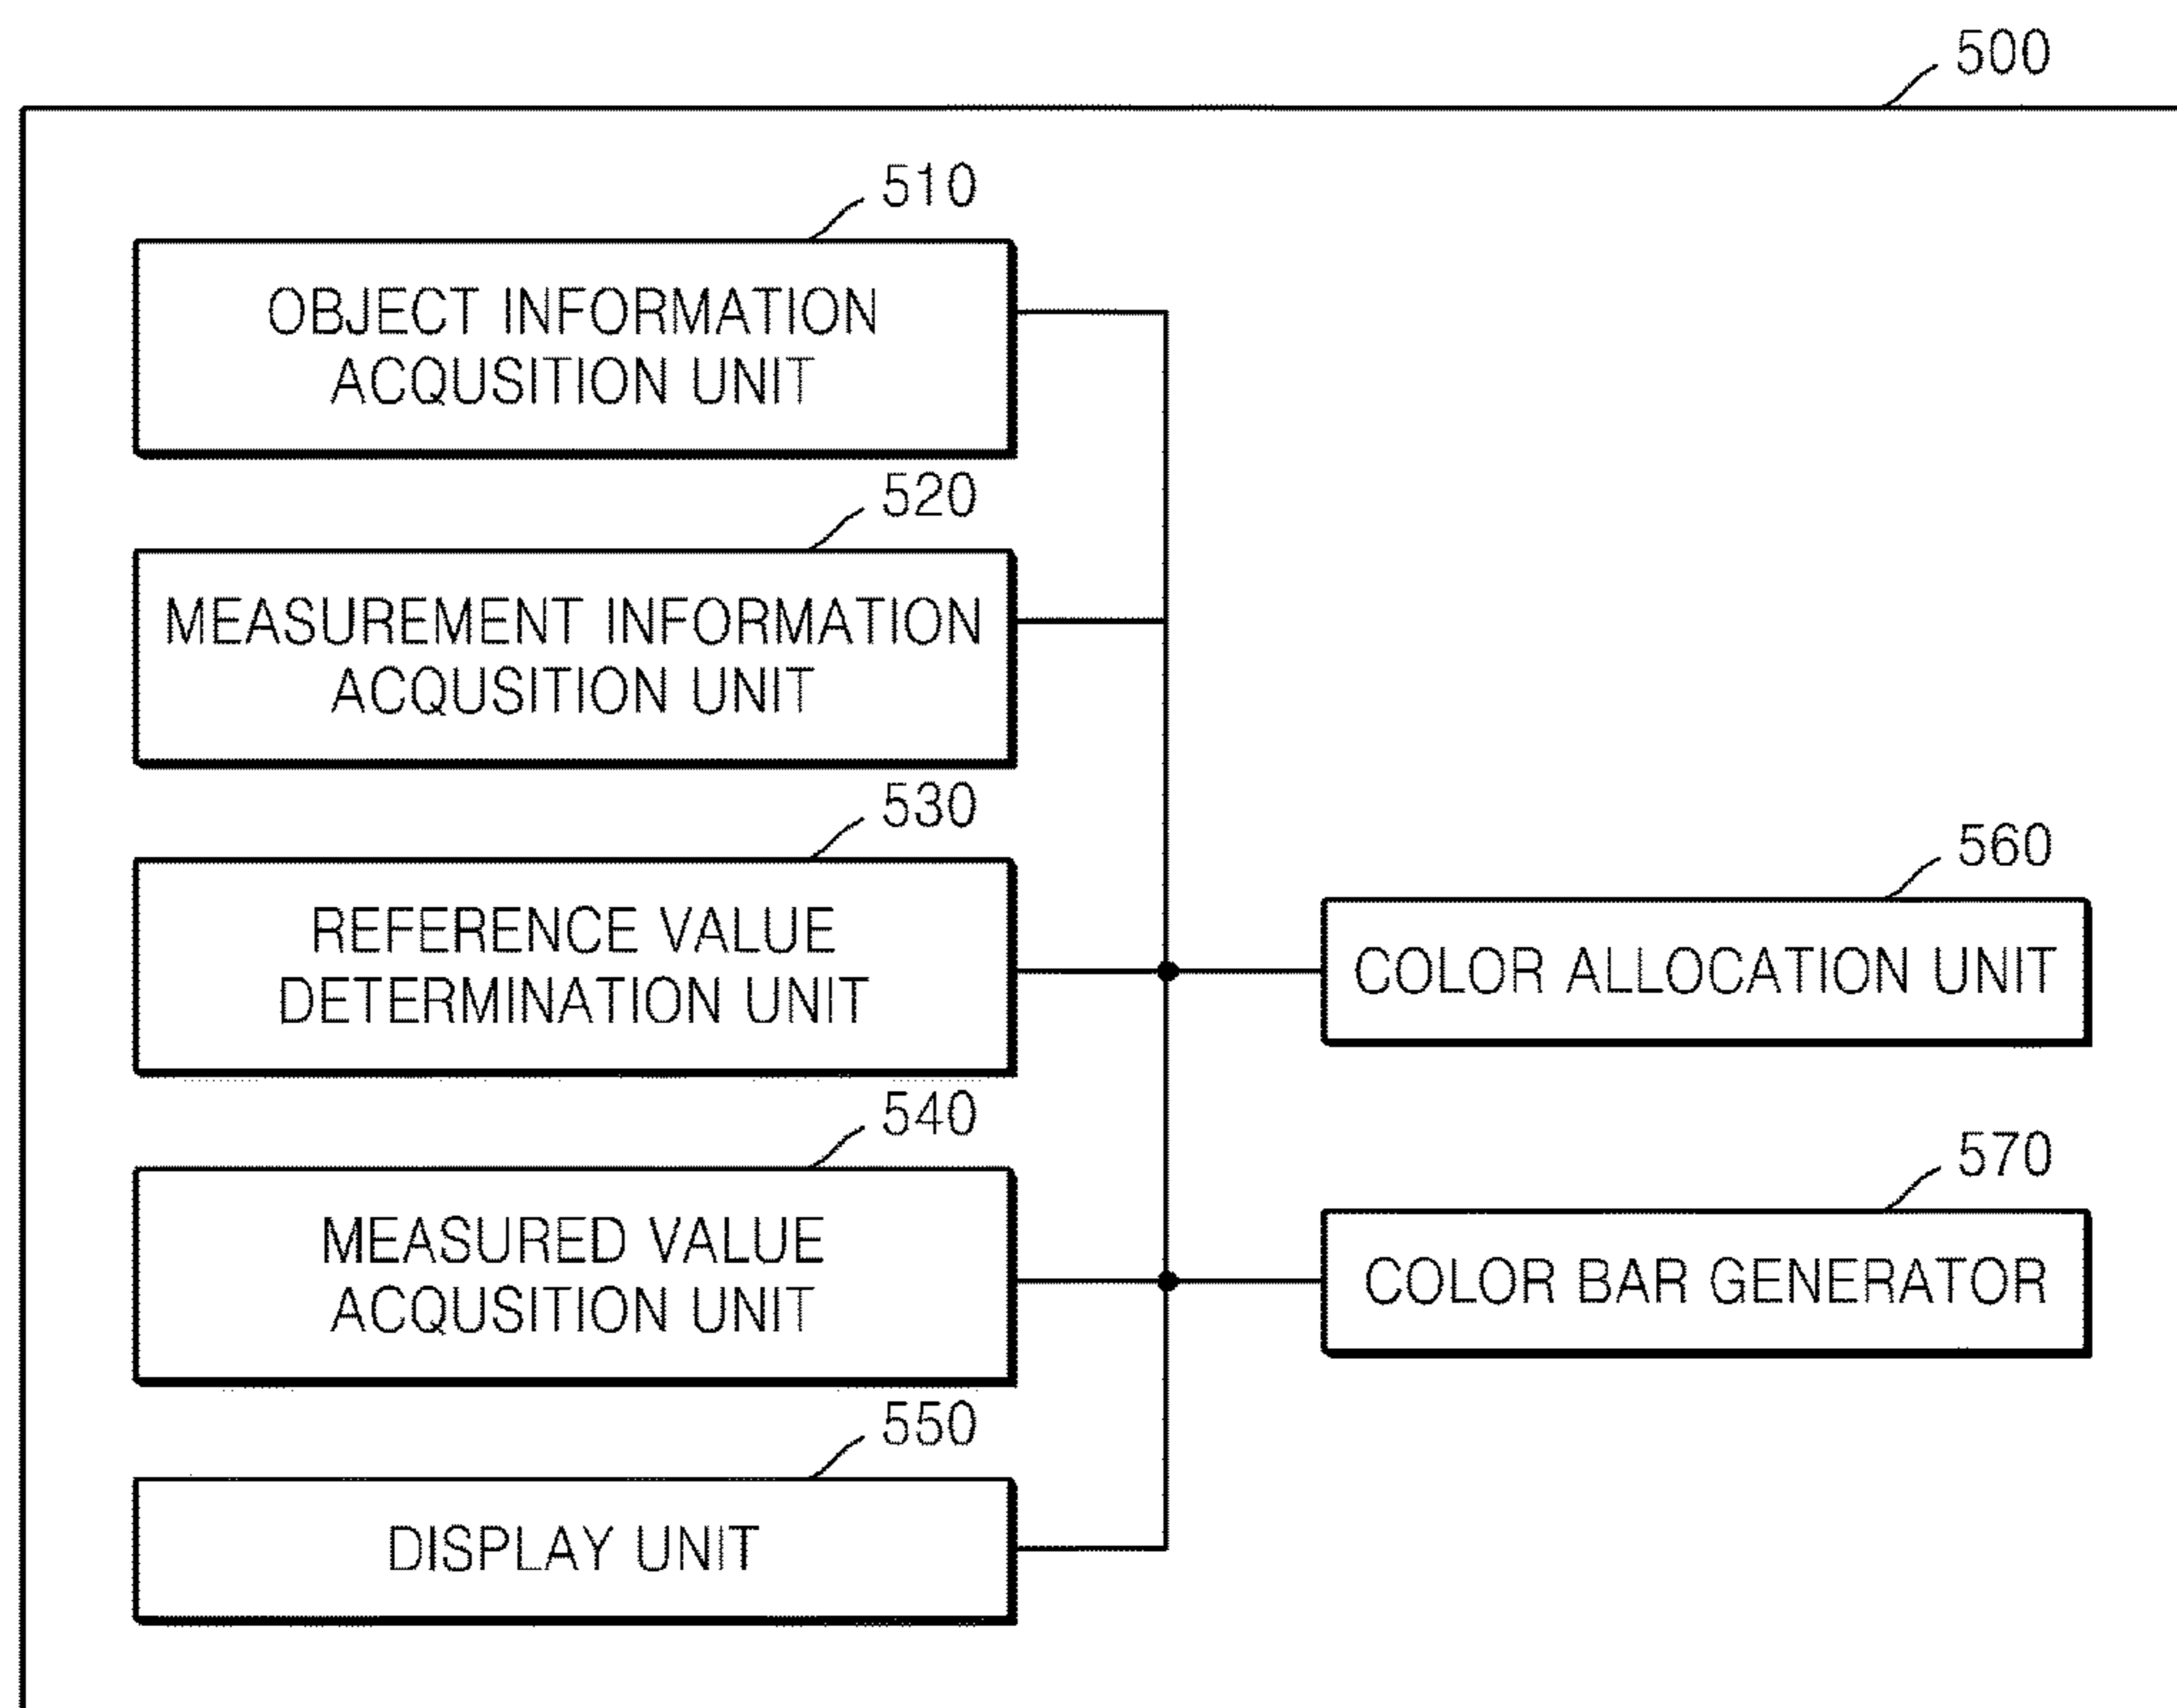 500
510
OBJECT INFORMATION
ACQUSITION UNIT
520
MEASUREMENT INFORMATION
ACQUSITION UNIT
530
REFERENCE VALUE
DETERMINATION UNIT
560
COLOR ALLOCATION UNIT
540
MEASURED VALUE
ACQUSITION UNIT
570
COLOR BAR GENERATOR
550
DISPLAY UNIT